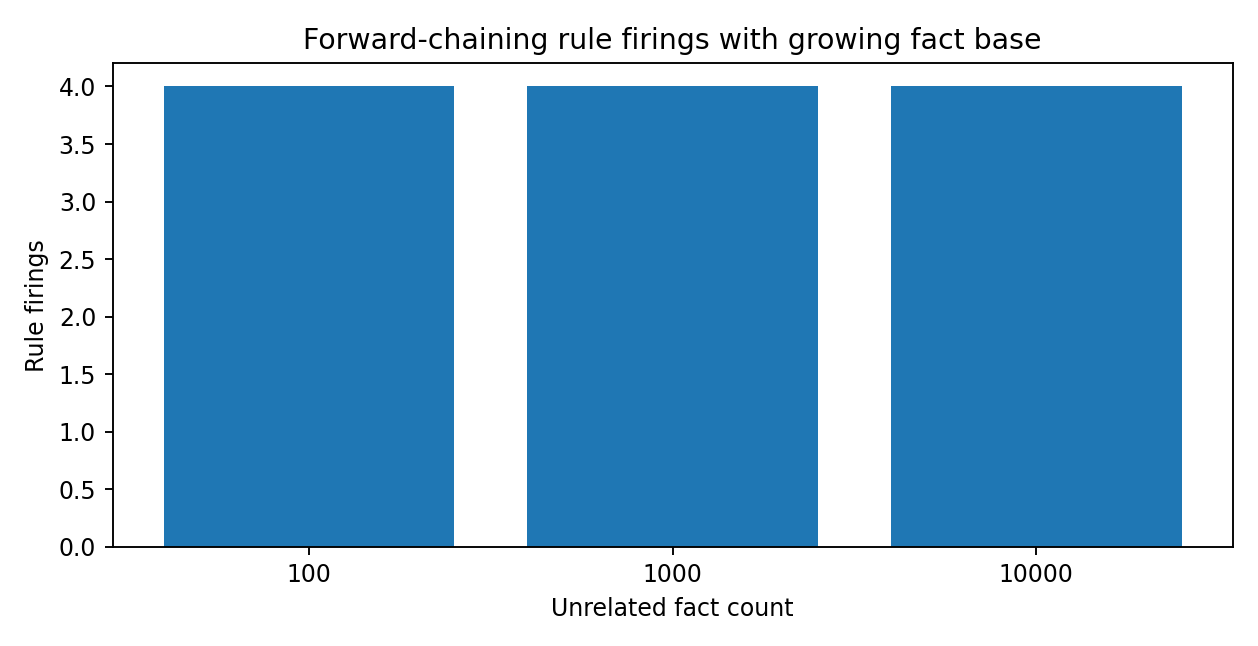 Forward-chaining rule firings with growing fact base
4.0
3.5
3.0
2.5
2.0
1.5
1.0
0.5
0.0
Rule firings
100 1000 10000
Unrelated fact count